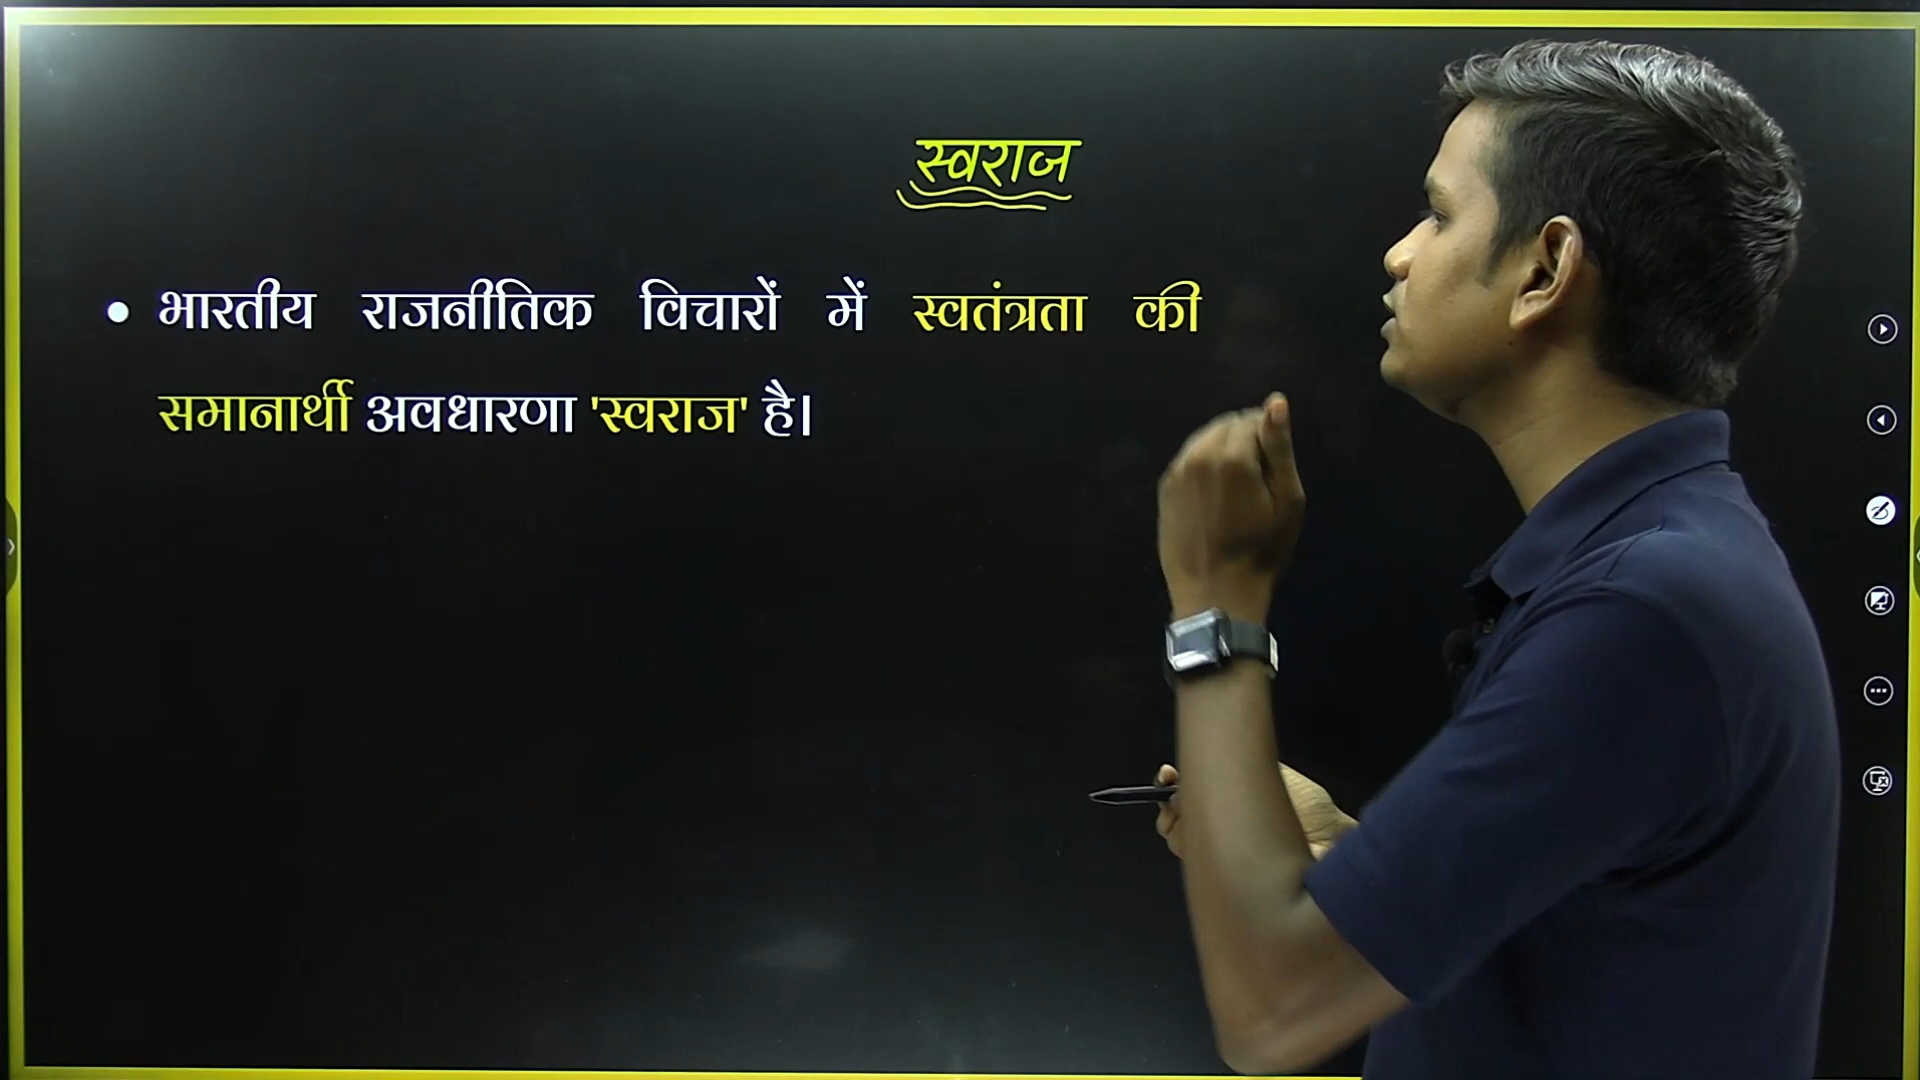 स्वराज
• भारतीय राजनीतिक विचारों में स्वतंत्रता की
समानार्थी अवधारणा 'स्वराज' है।